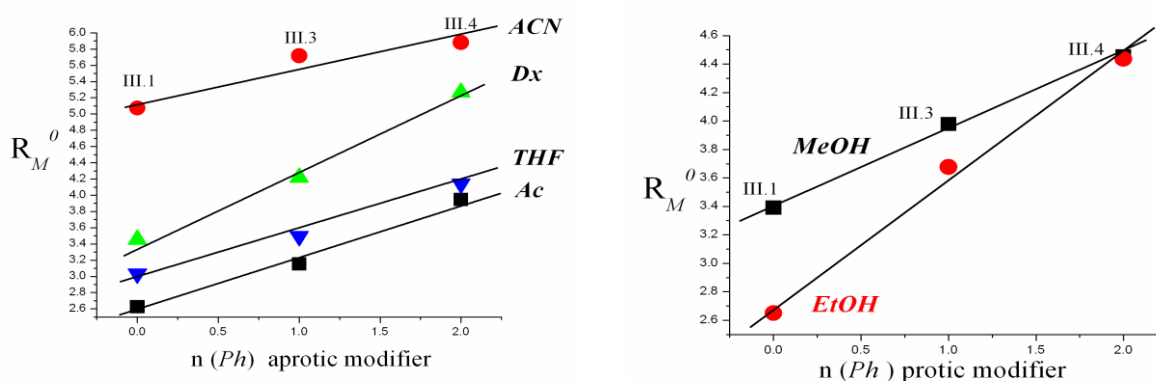 6.0
5.8
5.6
5.4
5.2
5.0
4.8
4.6
4.4
4.2
4.0
3.8
3.6
3.4
3.2
3.0
2.8
2.6
R_M^0
III.1
III.3
III.4
ACN
Dx
THF
Ac
0.0 0.5 1.0 1.5 2.0
n (Ph) aprotic modifier
4.6
4.4
4.2
4.0
3.8
3.6
3.4
3.2
3.0
2.8
2.6
R_M^0
III.1
III.3
III.4
MeOH
EtOH
0.0 0.5 1.0 1.5 2.0
n (Ph ) protic modifier